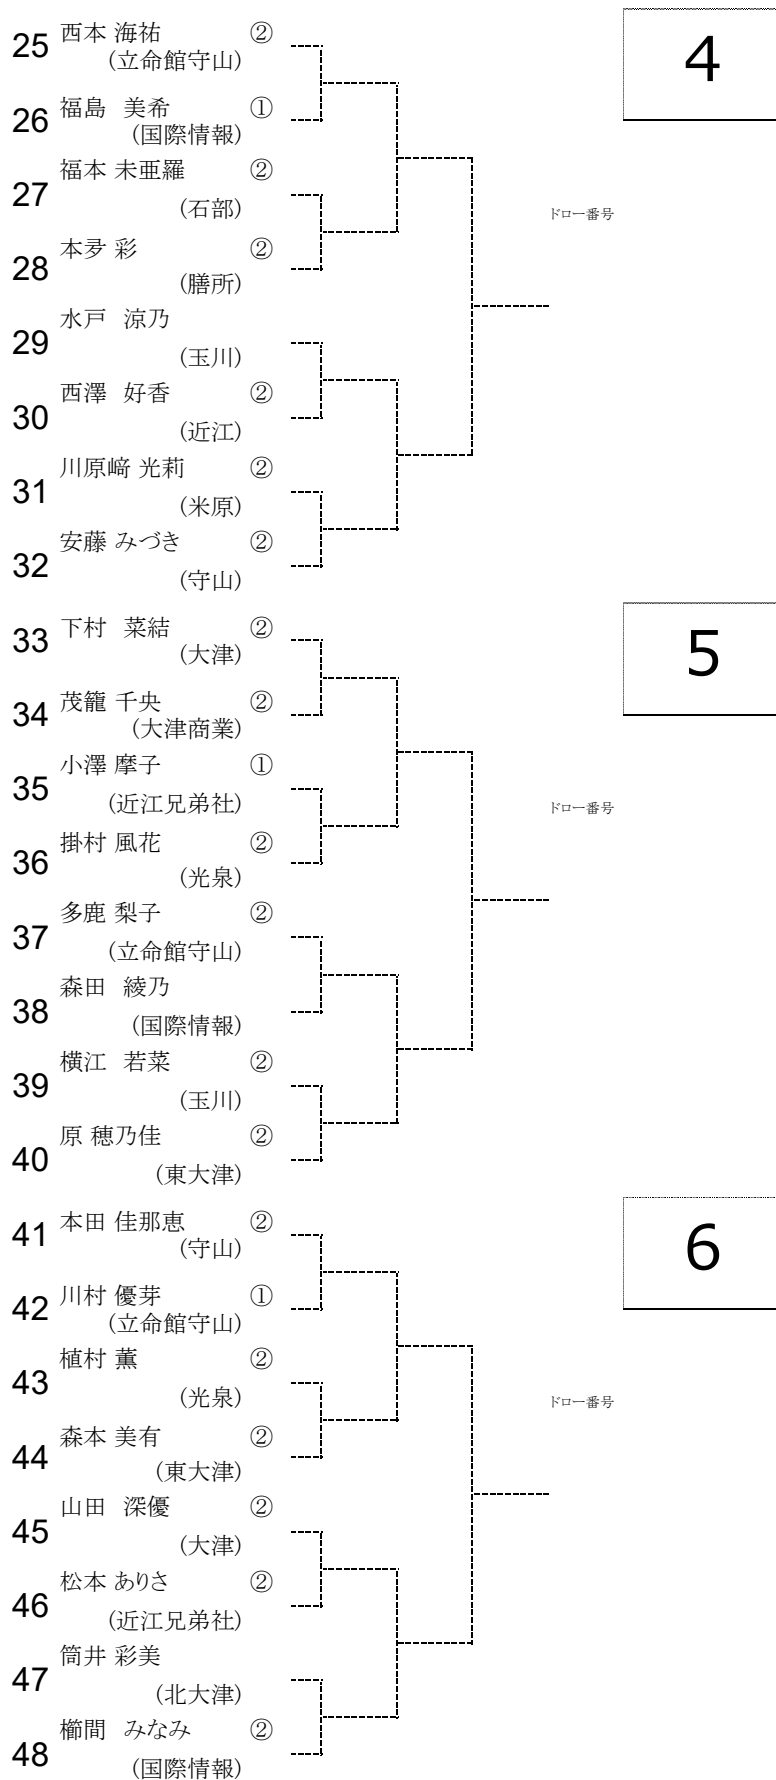 4
25 西本 海祐 ②
(立命館守山)
26 福島 美希 ①
(国際情報)
27 福本 未亜羅 ②
(石部)
ドロー番号
28 本夛 彩 ②
(膳所)
29 水戸 涼乃
(玉川)
30 西澤 好香 ②
(近江)
31 川原﨑 光莉 ②
(米原)
32 安藤 みづき ②
(守山)
5
33 下村 菜結 ②
(大津)
34 茂籠 千央 ②
(大津商業)
35 小澤 摩子 ①
(近江兄弟社)
ドロー番号
36 掛村 風花 ②
(光泉)
37 多鹿 梨子 ②
(立命館守山)
38 森田 綾乃
(国際情報)
39 横江 若菜 ②
(玉川)
40 原 穂乃佳 ②
(東大津)
6
41 本田 佳那恵 ②
(守山)
42 川村 優芽 ①
(立命館守山)
43 植村 薫 ②
(光泉)
ドロー番号
44 森本 美有 ②
(東大津)
45 山田 深優 ②
(大津)
46 松本 ありさ ②
(近江兄弟社)
47 筒井 彩美
(北大津)
48 櫛間 みなみ ②
(国際情報)